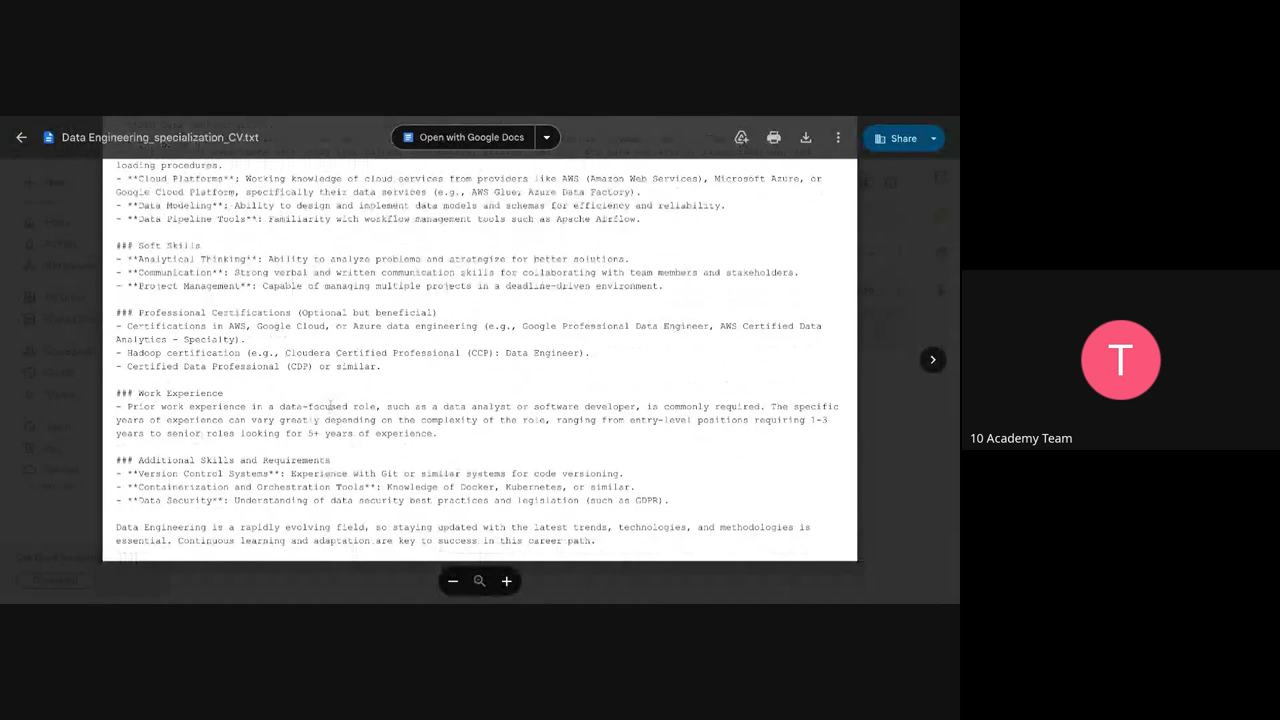 Data Engineering_specialization_CV.txt
Open with Google Docs
Share
loading procedures.
- **Cloud Platforms**: Working knowledge of cloud services from providers like AWS (Amazon Web Services), Microsoft Azure, or
Google Cloud Platform, specifically their data services (e.g., AWS Glue, Azure Data Factory).
- **Data Modeling**: Ability to design and implement data models and schemas for efficiency and reliability.
- **Data Pipeline Tools**: Familiarity with workflow management tools such as Apache Airflow.
### Soft Skills
- **Analytical Thinking**: Ability to analyze problems and strategize for better solutions.
- **Communication**: Strong verbal and written communication skills for collaborating with team members and stakeholders.
- **Project Management**: Capable of managing multiple projects in a deadline-driven environment.
### Professional Certifications (Optional but beneficial)
- Certifications in AWS, Google Cloud, or Azure data engineering (e.g., Google Professional Data Engineer, AWS Certified Data
Analytics - Specialty).
- Hadoop certification (e.g., Cloudera Certified Professional (CCP): Data Engineer).
- Certified Data Professional (CDP) or similar.
### Work Experience
- Prior work experience in a data-focused role, such as a data analyst or software developer, is commonly required. The specific
years of experience can vary greatly depending on the complexity of the role, ranging from entry-level positions requiring 1-3
years to senior roles looking for 5+ years of experience.
### Additional Skills and Requirements
- **Version Control Systems**: Experience with Git or similar systems for code versioning.
- **Containerization and Orchestration Tools**: Knowledge of Docker, Kubernetes, or similar.
- **Data Security**: Understanding of data security best practices and legislation (such as GDPR).
Data Engineering is a rapidly evolving field, so staying updated with the latest trends, technologies, and methodologies is
essential. Continuous learning and adaptation are key to success in this career path.
T
10 Academy Team